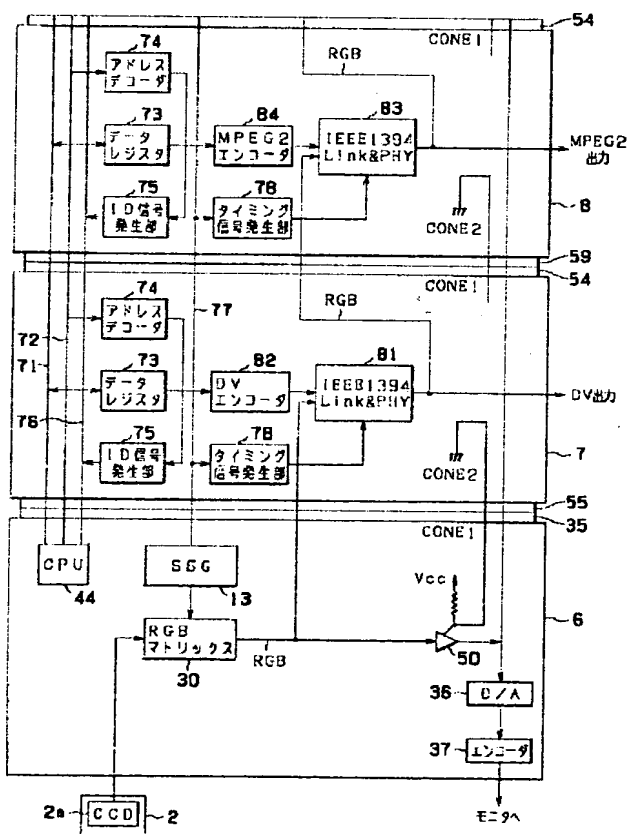 54
CONE1
74
アドレス
デコーダ
RGB
73
データ
レジスタ
84
MPEG2
エンコーダ
83
IEEE1394
Link&PHY
MPEG2
出力
75
ID信号
発生部
78
タイミング
信号発生部
CONE2
8
59
54
CONE1
74
アドレス
デコーダ
77
RGB
72
71
73
データ
レジスタ
82
DV
エンコーダ
81
IEEE1394
Link&PHY
DV出力
76
75
ID信号
発生部
78
タイミング
信号発生部
CONE2
7
55
35
CONE1
CPU
44
SSG
13
Vcc
6
RGB
マトリックス
30
RGB
50
36
D/A
37
エンコーダ
2a
CCD
2
モニタへ